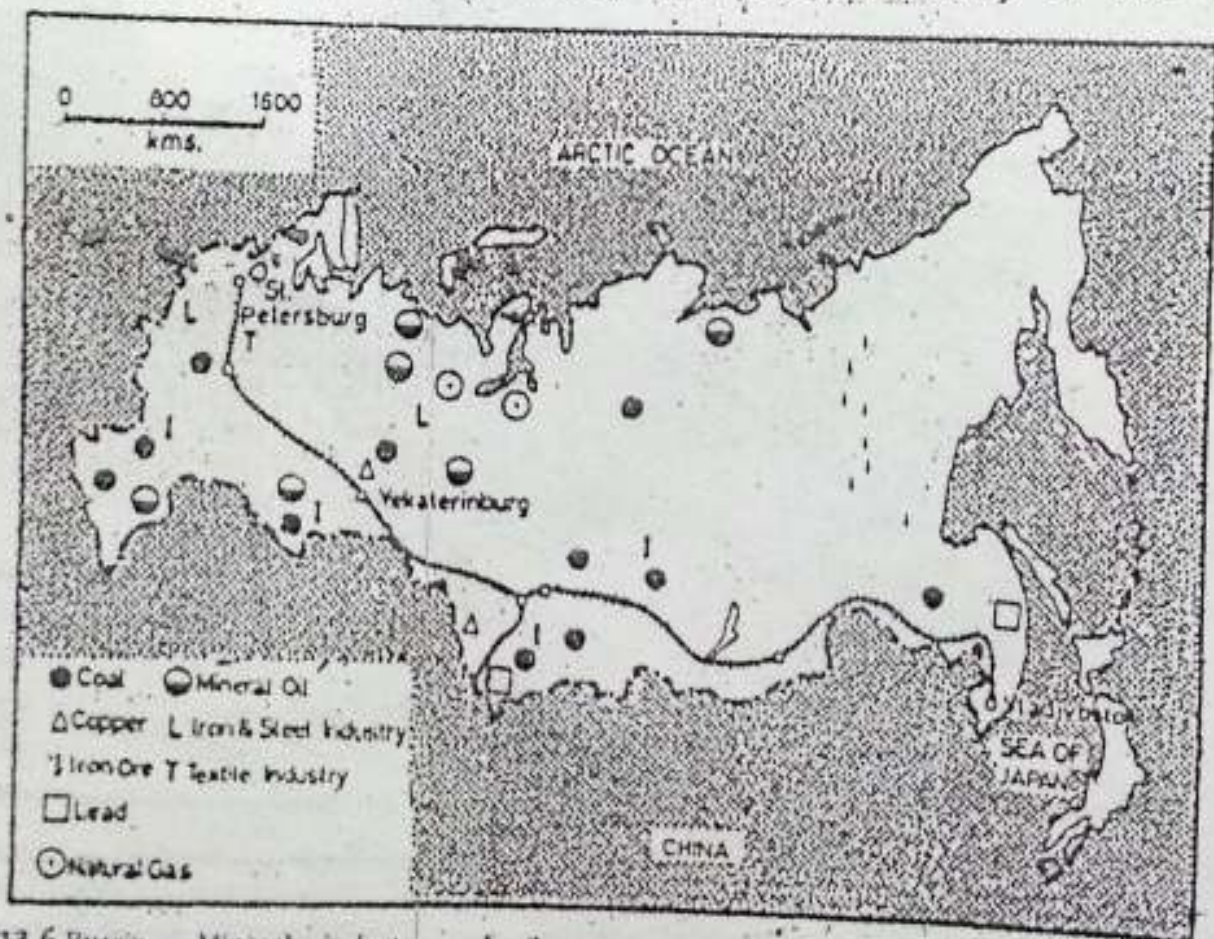 0 800 1600
kms.
ARCTIC OCEAN
St.
Petersburg
L
T
L
Yekaterinburg
CHINA
SEA OF
JAPAN
Coal Mineral Oil
Copper L Iron & Steel Industry
Iron Ore T Textile Industry
Lead
Natural Gas